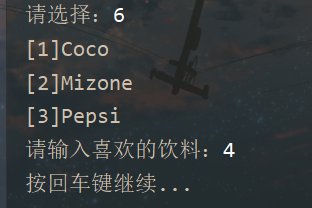 请选择：6
[1]Coco
[2]Mizone
[3]Pepsi
请输入喜欢的饮料：4
按回车键继续...